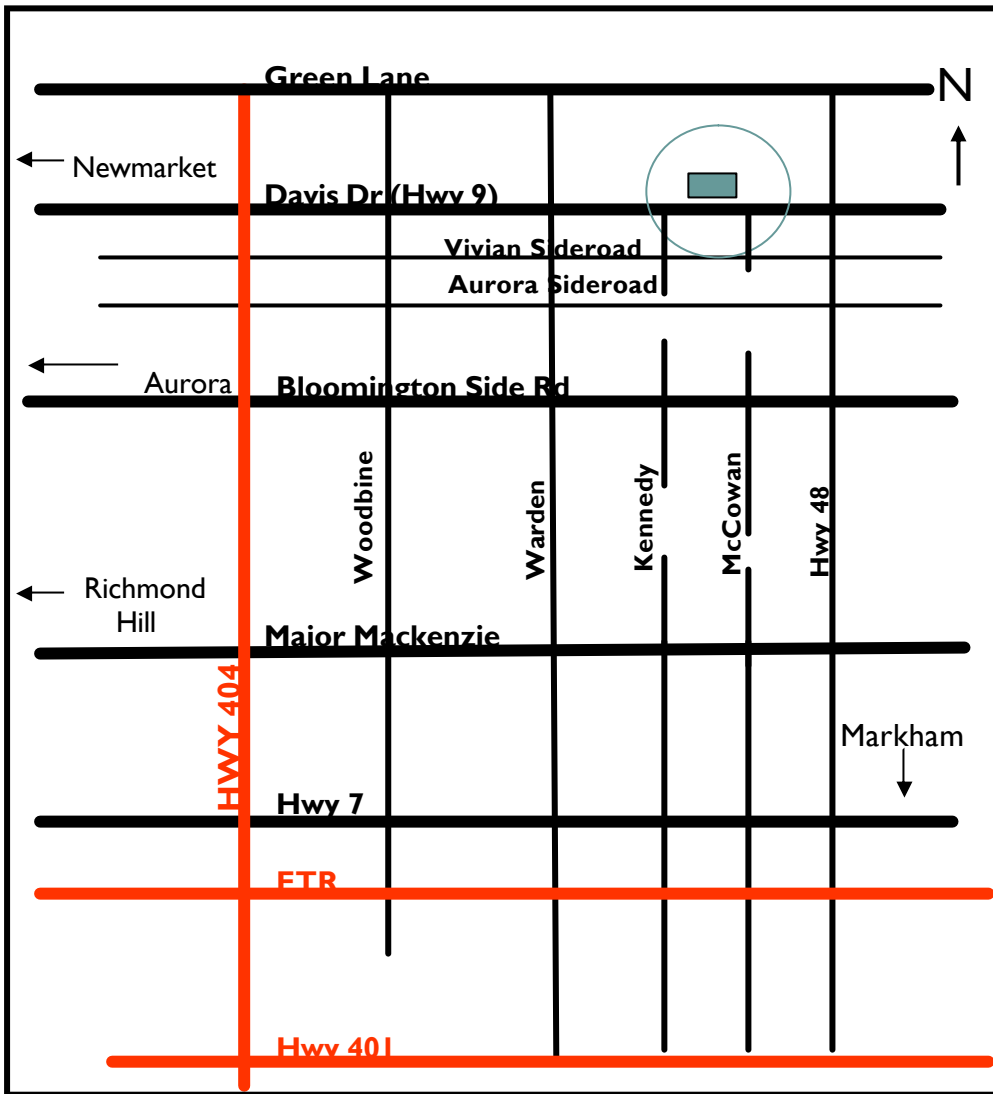 Green Lane
N
Newmarket
Davis Dr (Hwy 9)
Vivian Sideroad
Aurora Sideroad
Aurora
Bloomington Side Rd
Woodbine
Warden
Kennedy
McCowan
Hwy 48
Richmond
Hill
Major Mackenzie
HWY 404
Markham
Hwy 7
ETR
Hwy 401